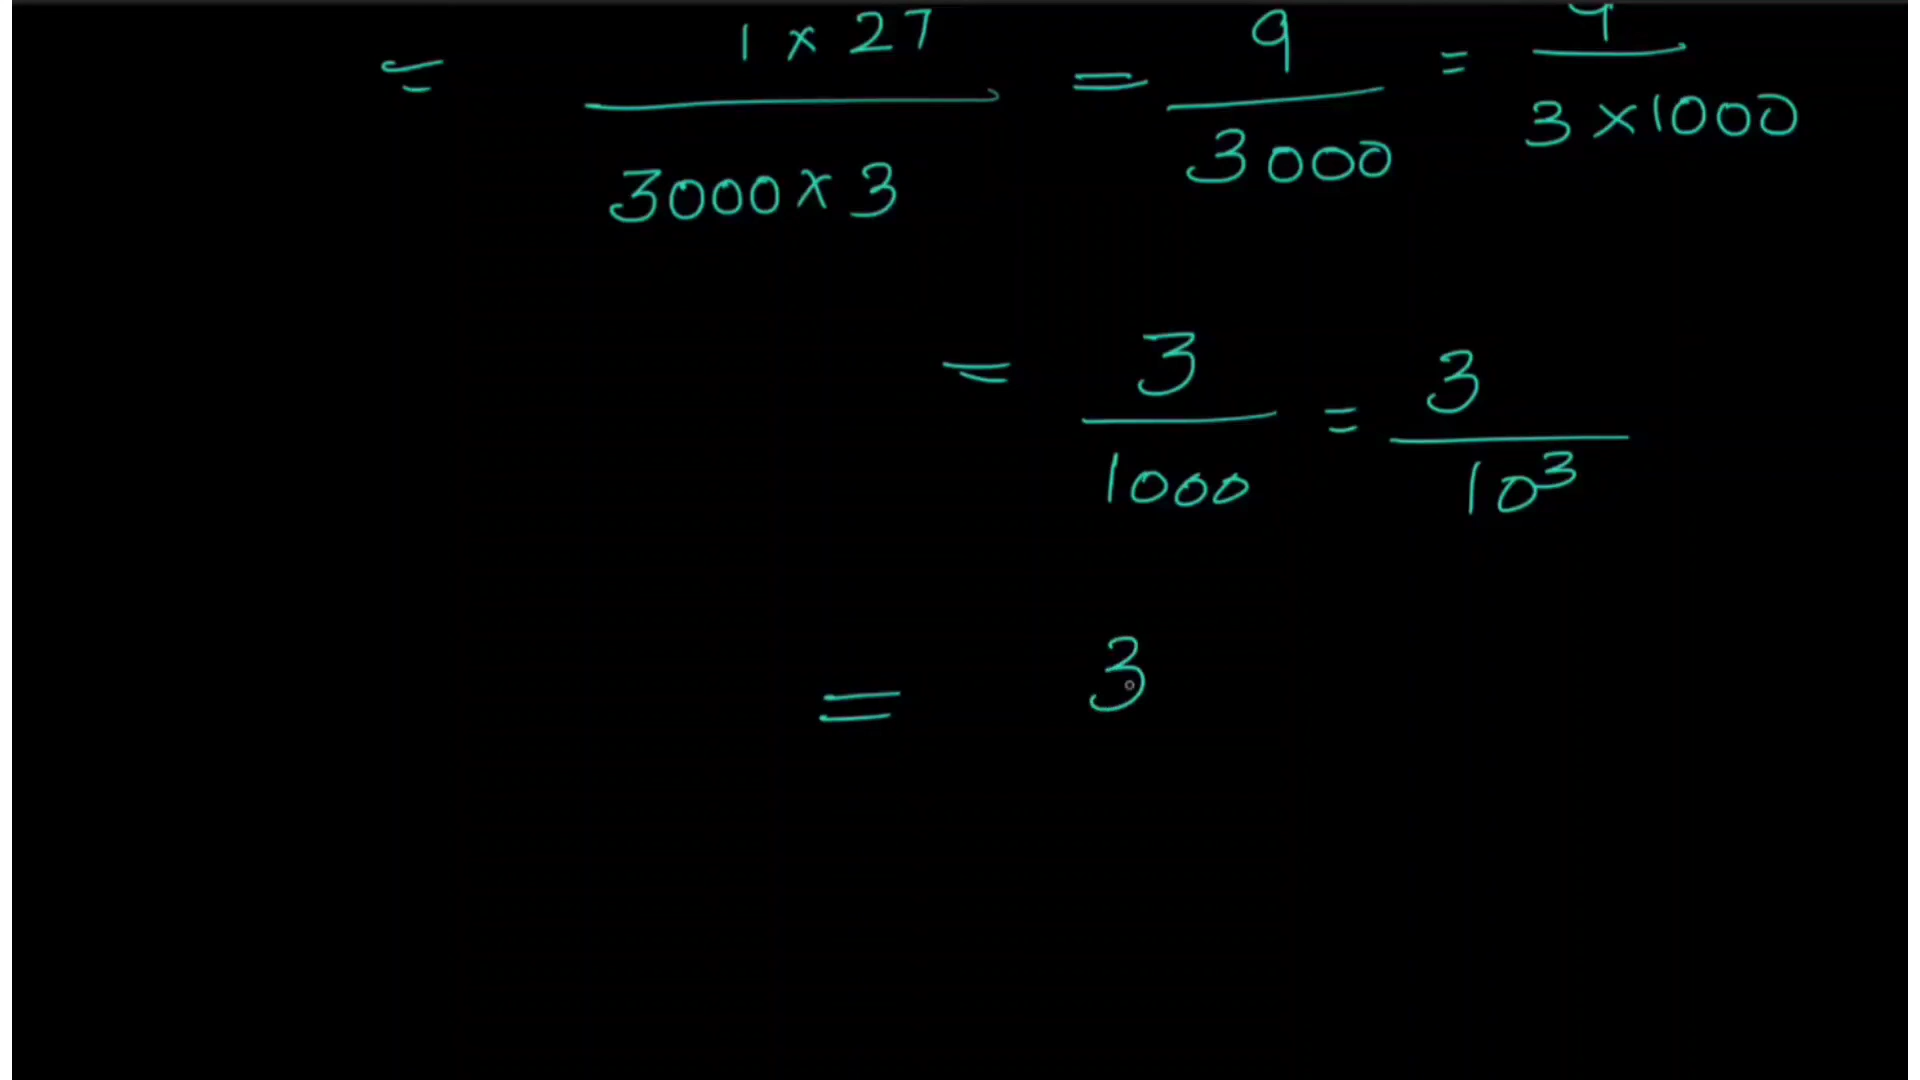 = 1 × 27 / 3000 × 3 = 9 / 3000 = 9 / 3 × 1000
= 3 / 1000 = 3 / 10³
= 3